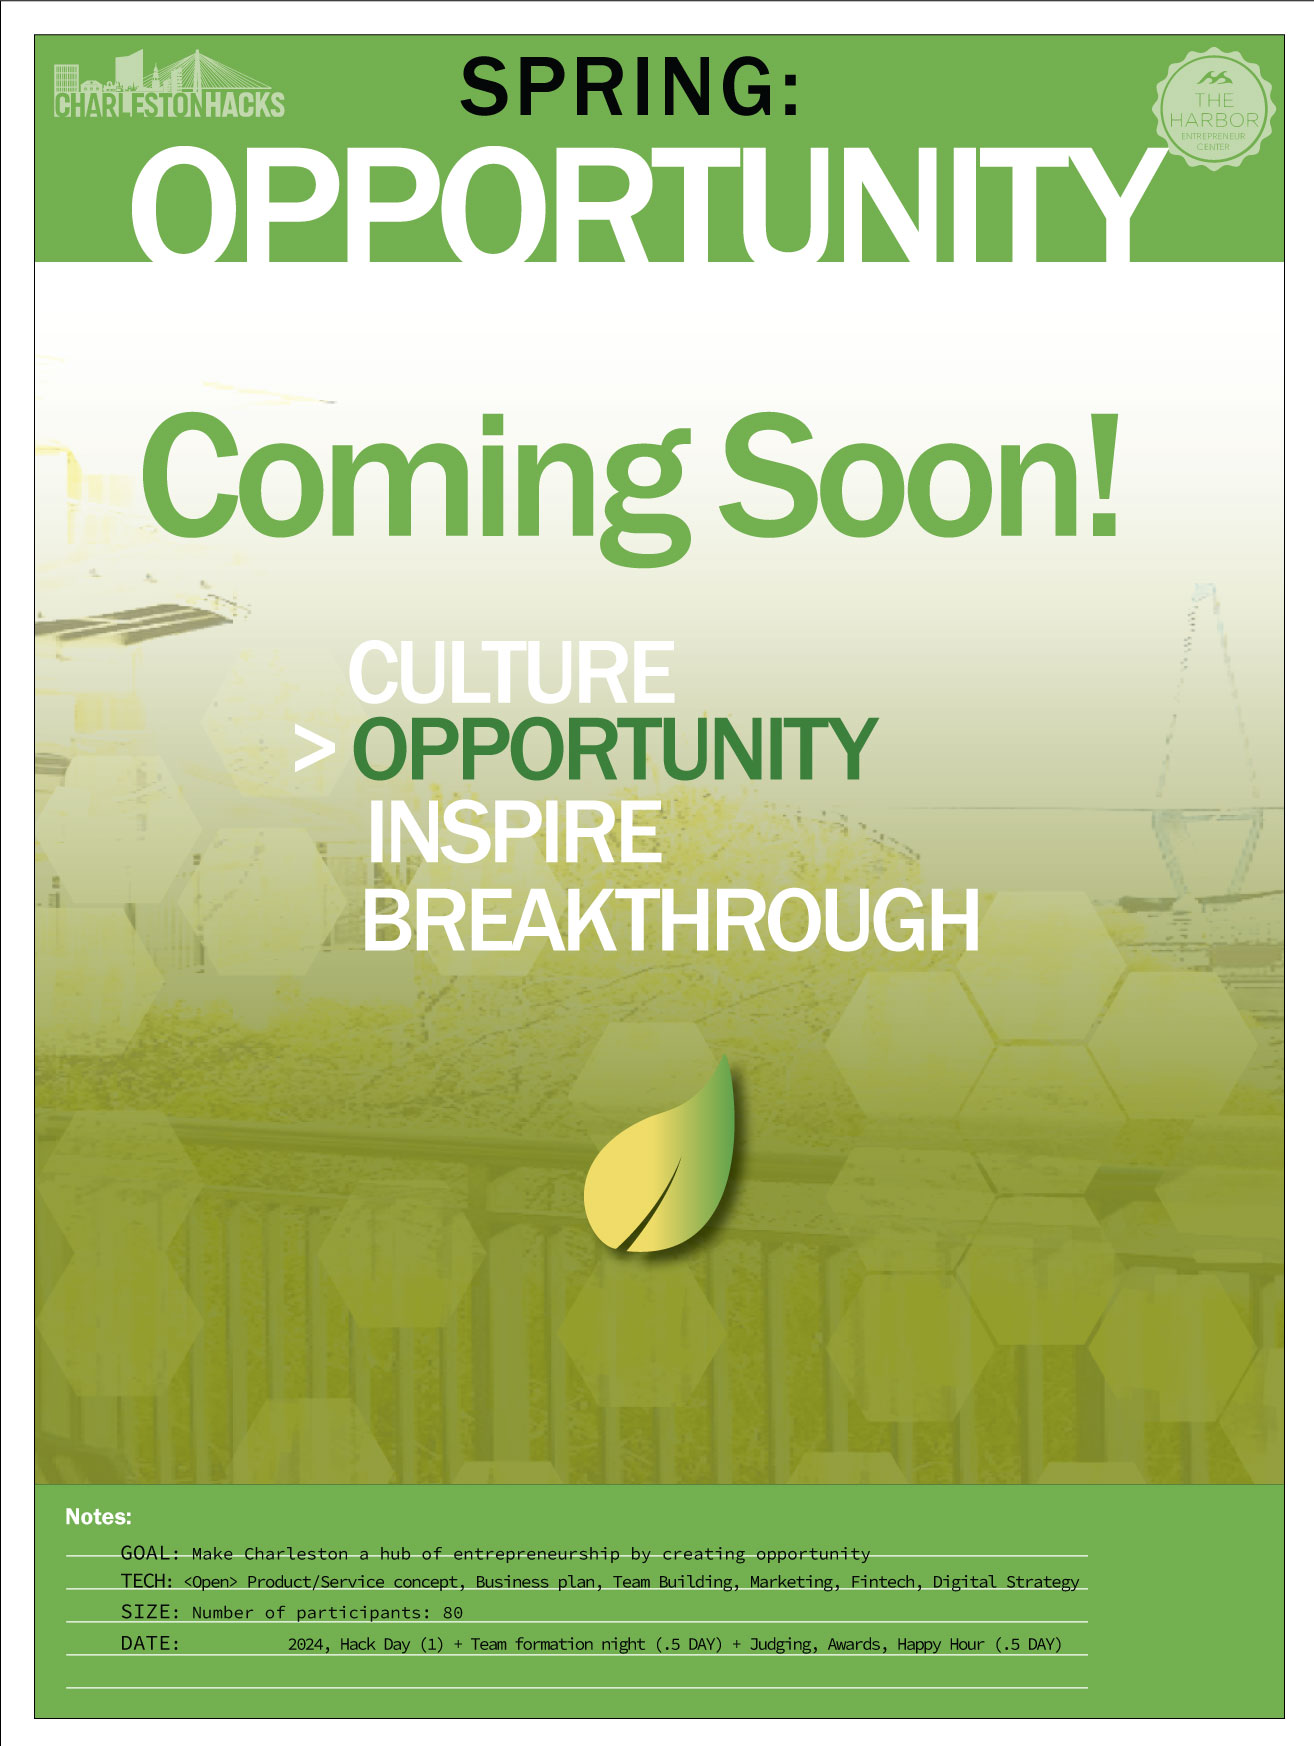 CHARLESTONHACKS
SPRING:
THE
HARBOR
ENTREPRENEUR
CENTER
OPPORTUNITY
Coming Soon!
CULTURE
> OPPORTUNITY
INSPIRE
BREAKTHROUGH
Notes:
GOAL: Make Charleston a hub of entrepreneurship by creating opportunity
TECH: <Open> Product/Service concept, Business plan, Team Building, Marketing, Fintech, Digital Strategy
SIZE: Number of participants: 80
DATE: 2024, Hack Day (1) + Team formation night (.5 DAY) + Judging, Awards, Happy Hour (.5 DAY)